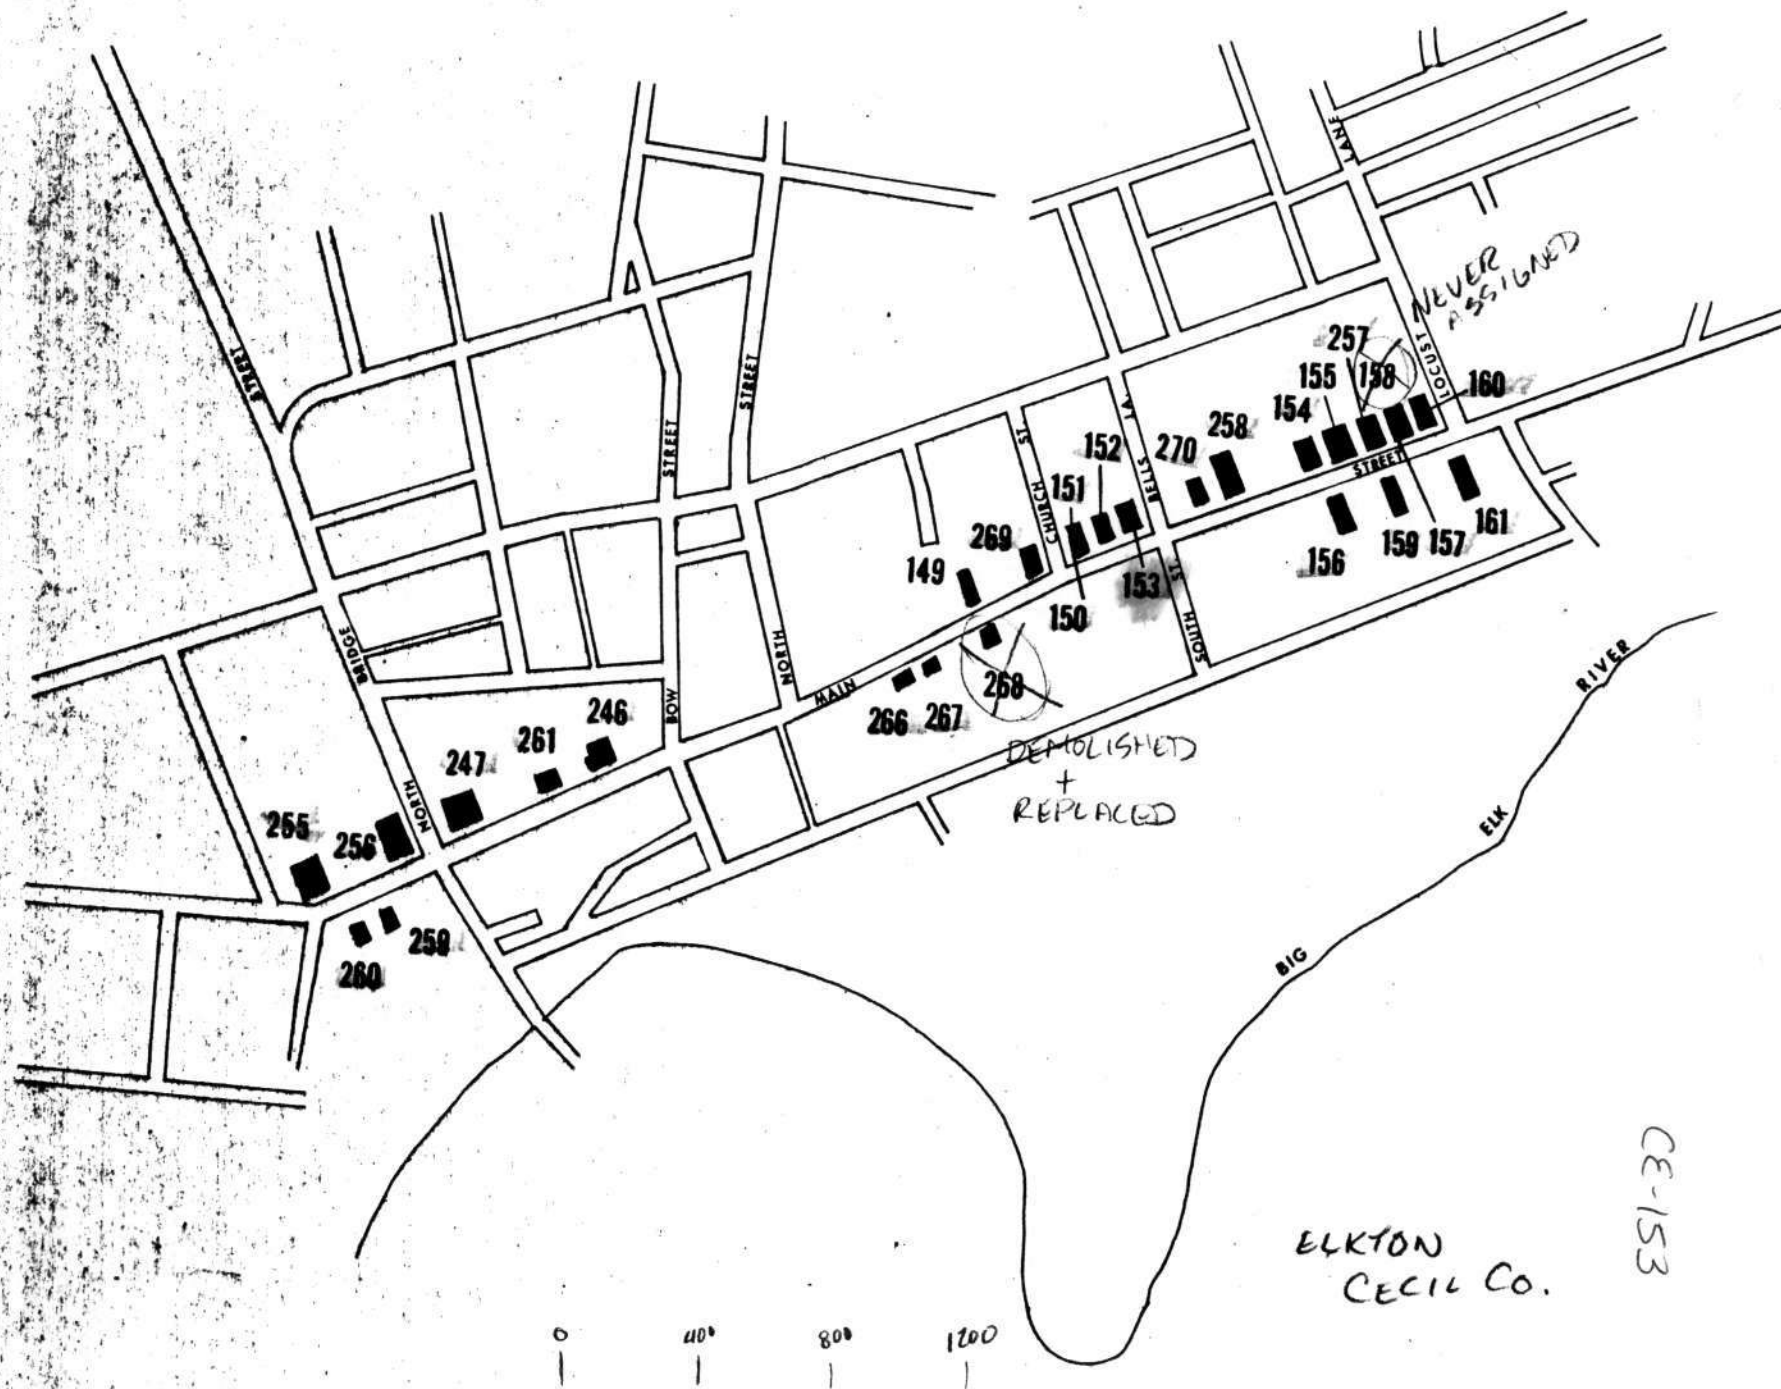 LANE
NEVER
ASSIGNED
STREET
STREET
STREET
257
LOCUST
155
158
160
154
LA.
258
270
152
ST.
151
BELLS
STREET
CHURCH
269
149
161
159
157
156
153
ST.
150
SOUTH
BRIDGE
NORTH
MAIN
268
RIVER
BOW
246
266
267
261
247
DEMOLISHED
+
REPLACED
NORTH
255
256
ELK
259
260
BIG
CE-153
ELKTON
CECIL CO.
0
400
800
1200